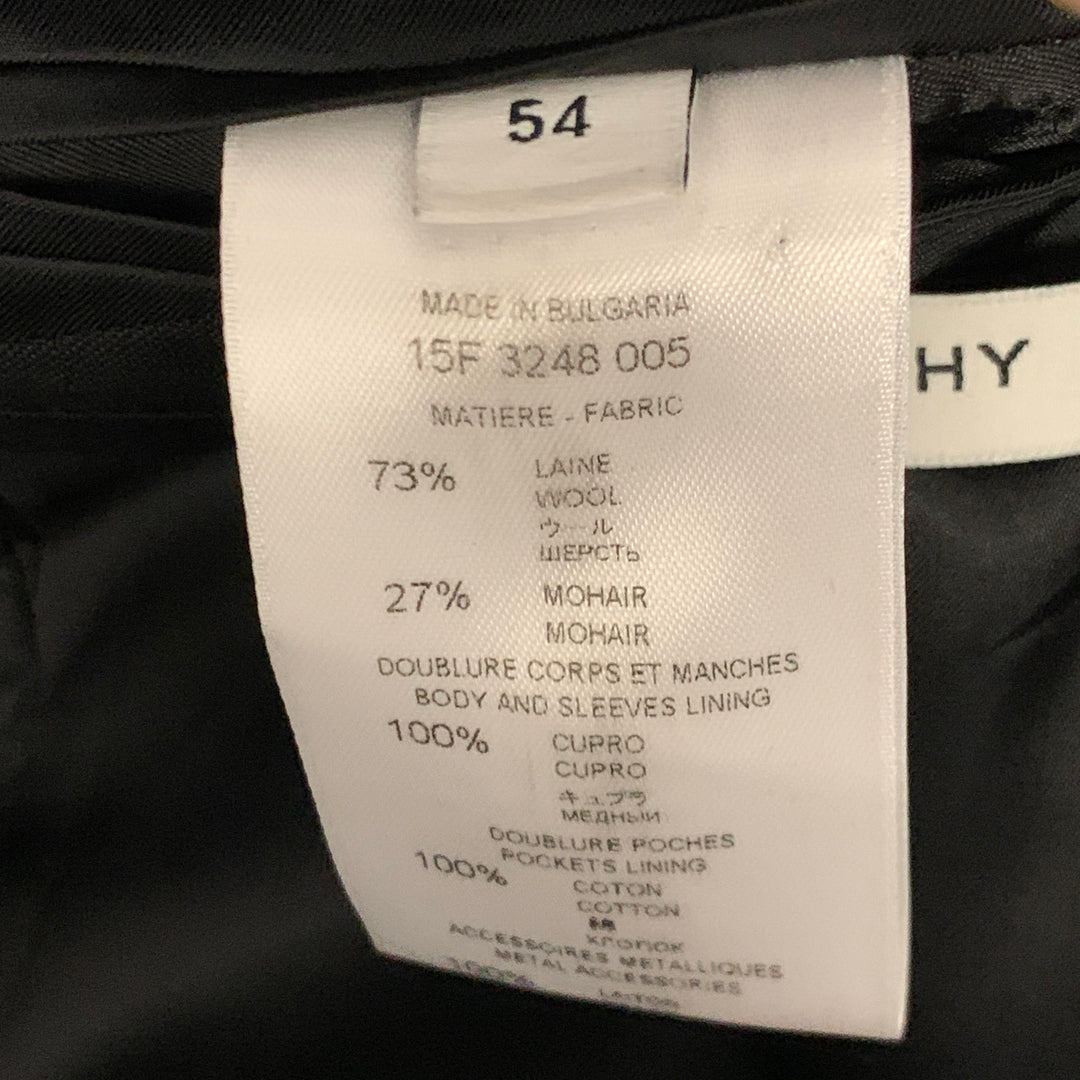 54
MADE IN BULGARIA
15F 3248 005
HY
MATIERE - FABRIC
73% LAINE
WOOL
ウール
ШЕРСТЬ
27% MOHAIR
MOHAIR
DOUBLURE CORPS ET MANCHES
BODY AND SLEEVES LINING
100% CUPRO
CUPRO
キュプラ
МЕДНЫЙ
DOUBLURE POCHES
POCKETS LINING
100% COTON
COTTON
хлопок
ACCESSOIRES METALLIQUES
METAL ACCESSORIES
100%